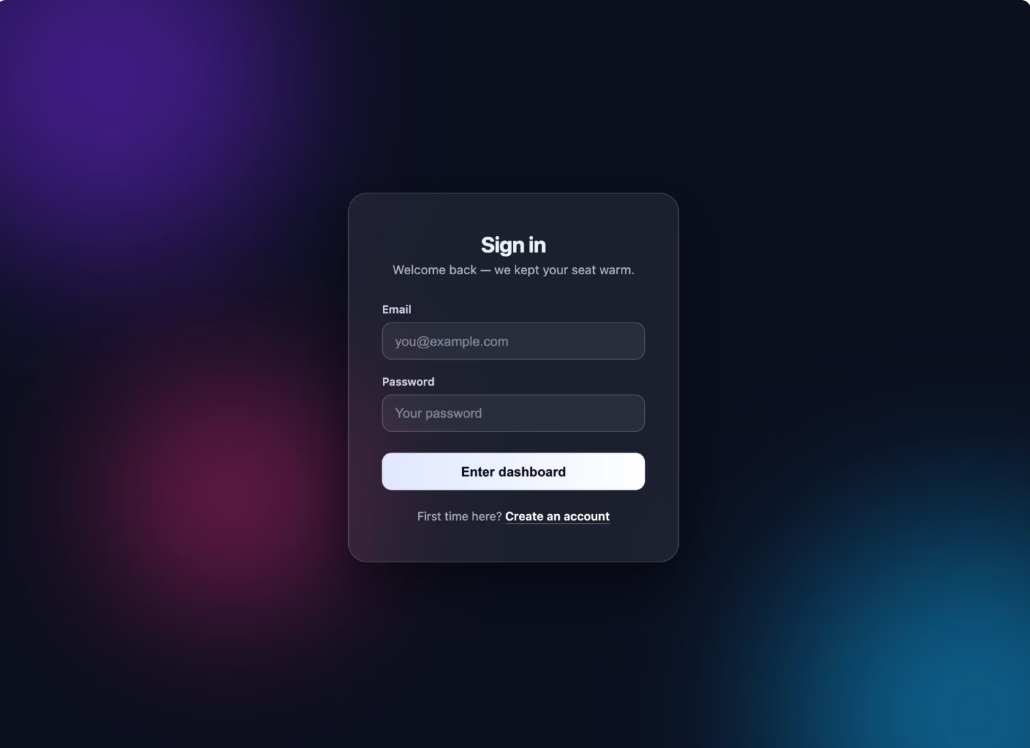 Sign in
Welcome back — we kept your seat warm.
Email
you@example.com
Password
Your password
Enter dashboard
First time here? Create an account